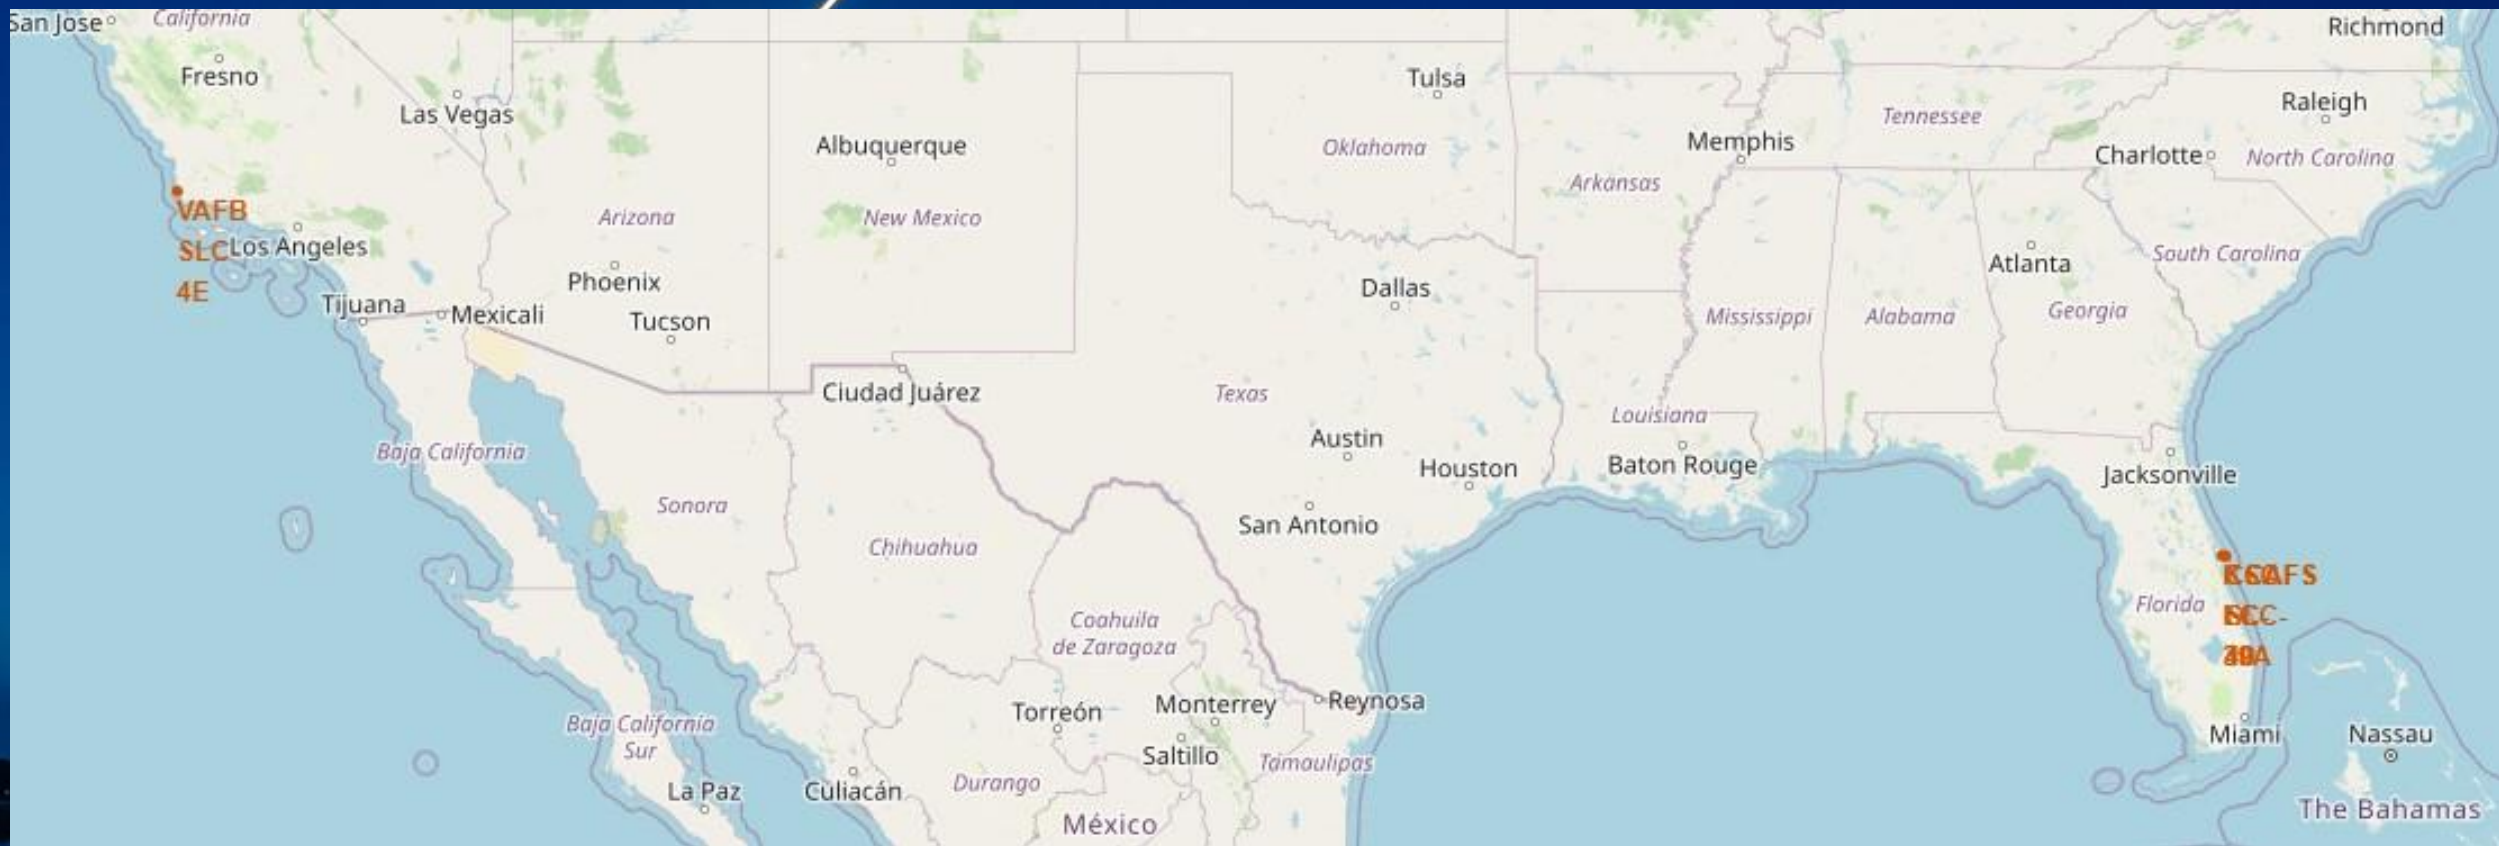 San Jose
California
Richmond
Fresno
Las Vegas
Tulsa
Raleigh
Tennessee
Albuquerque
Oklahoma
Memphis
Charlotte
North Carolina
Arkansas
VAFB
SLC
4E
Los Angeles
Arizona
New Mexico
Phoenix
Dallas
Atlanta
South Carolina
Tijuana
Mexicali
Tucson
Mississippi
Alabama
Georgia
Ciudad Juárez
Texas
Louisiana
Austin
Houston
Baton Rouge
Jacksonville
Baja California
Sonora
San Antonio
Chihuahua
Florida
Coahuila
de Zaragoza
Torreón
Monterrey
Reynosa
Baja California
Sur
Saltillo
Tamaulipas
Miami
Nassau
La Paz
Culiacán
Durango
México
The Bahamas